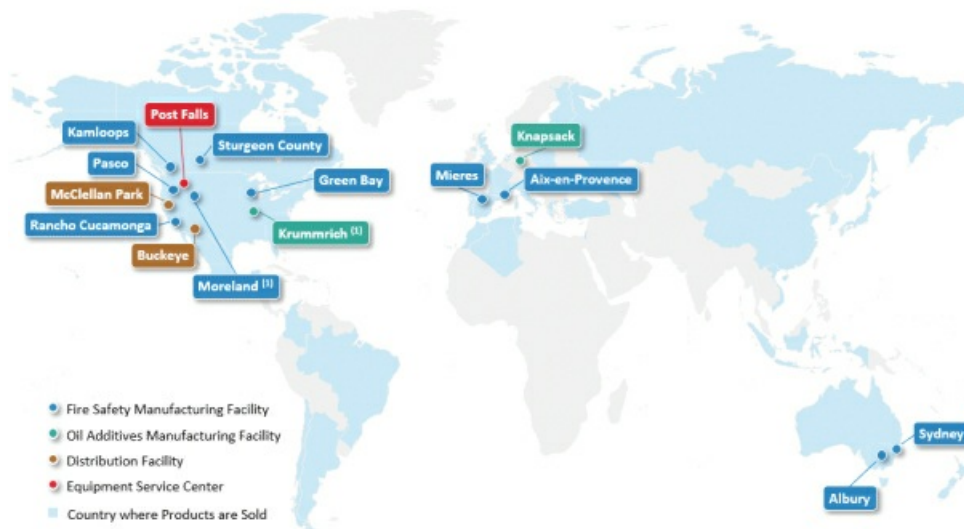 Post Falls
Kamloops
Sturgeon County
Knapsack
Pasco
Green Bay
Mieres
Aix-en-Provence
McClellan Park
Rancho Cucamonga
Krummrich (1)
Buckeye
Moreland (1)
Fire Safety Manufacturing Facility
Oil Additives Manufacturing Facility
Distribution Facility
Equipment Service Center
Country where Products are Sold
Sydney
Albury